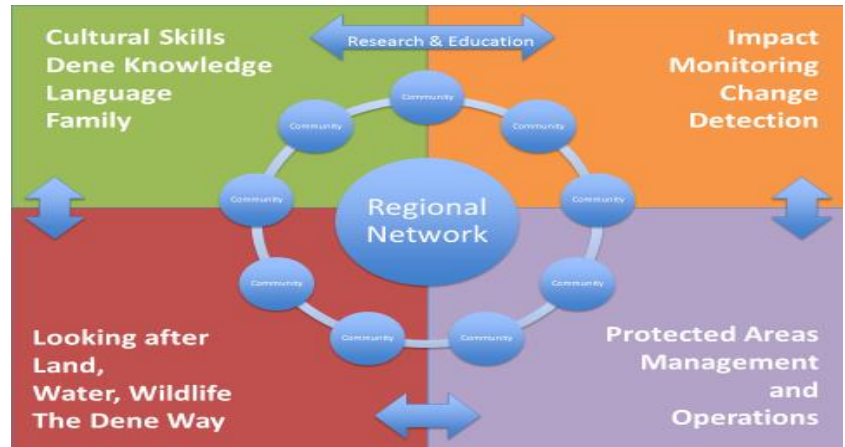 Cultural Skills
Dene Knowledge
Language
Family
Research & Education
Impact
Monitoring
Change
Detection
Community
Community
Community
Community
Community
Community
Community
Community
Community
Regional
Network
Looking after
Land,
Water, Wildlife
The Dene Way
Protected Areas
Management
and
Operations